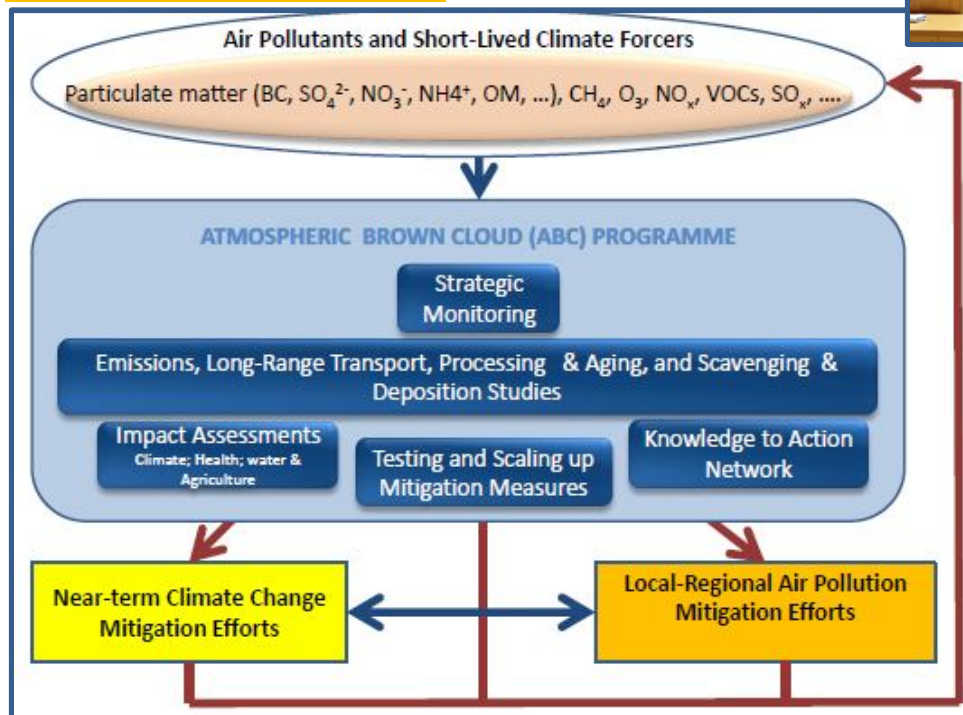 Air Pollutants and Short-Lived Climate Forcers
Particulate matter (BC, SO₄²⁻, NO₃⁻, NH4⁺, OM, ...), CH₄, O₃, NOₓ, VOCs, SOₓ, ....
ATMOSPHERIC BROWN CLOUD (ABC) PROGRAMME
Strategic
Monitoring
Emissions, Long-Range Transport, Processing & Aging, and Scavenging &
Deposition Studies
Impact Assessments
Climate; Health; water &
Agriculture
Testing and Scaling up
Mitigation Measures
Knowledge to Action
Network
Near-term Climate Change
Mitigation Efforts
Local-Regional Air Pollution
Mitigation Efforts